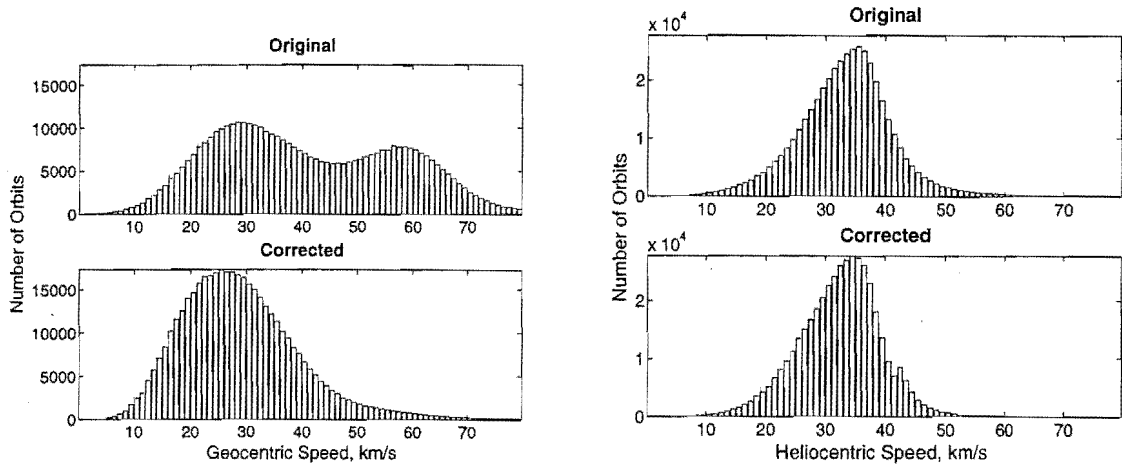 Original
15000
10000
5000
0
10 20 30 40 50 60 70
Corrected
15000
10000
5000
0
10 20 30 40 50 60 70
Geocentric Speed, km/s
Number of Orbits
x 10^4
Original
2
1
0
10 20 30 40 50 60 70
x 10^4
Corrected
2
1
0
10 20 30 40 50 60 70
Heliocentric Speed, km/s
Number of Orbits